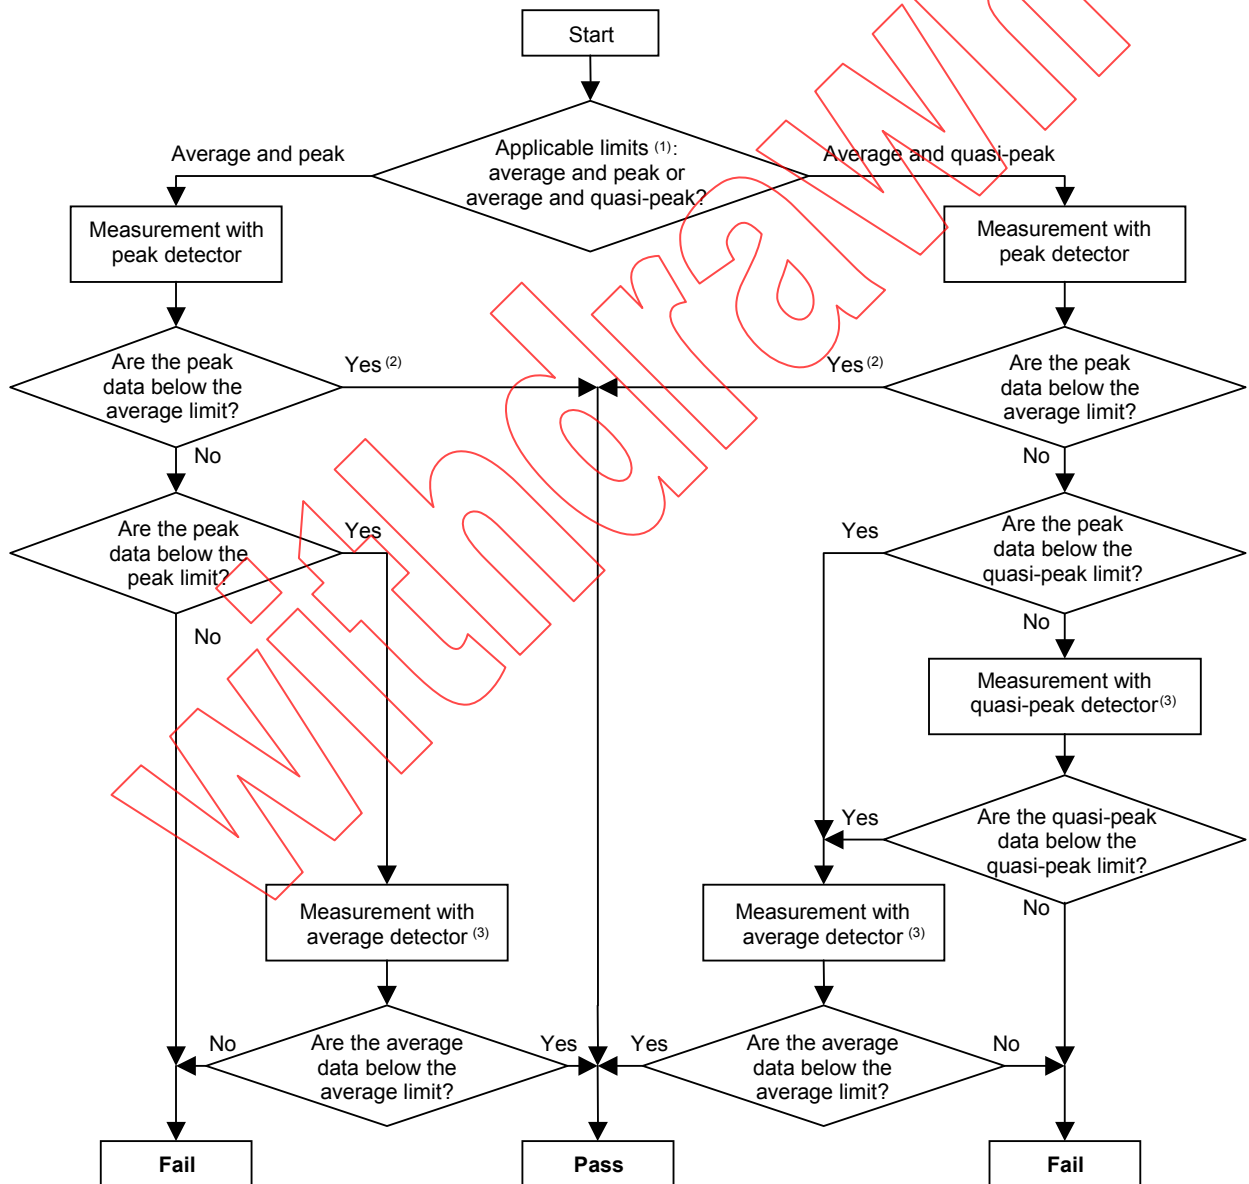 Start
Applicable limits (1):
average and peak or
average and quasi-peak?
Average and peak
Average and quasi-peak
Measurement with
peak detector
Measurement with
peak detector
Are the peak
data below the
average limit?
Yes (2)
Yes (2)
Are the peak
data below the
average limit?
No
No
Are the peak
data below the
peak limit?
Yes
Yes
Are the peak
data below the
quasi-peak limit?
No
No
Measurement with
quasi-peak detector(3)
Yes
Are the quasi-peak
data below the
quasi-peak limit?
No
Measurement with
average detector (3)
Measurement with
average detector (3)
No
Are the average
data below the
average limit?
Yes
Yes
Are the average
data below the
average limit?
No
Fail
Pass
Fail
Withdrawn